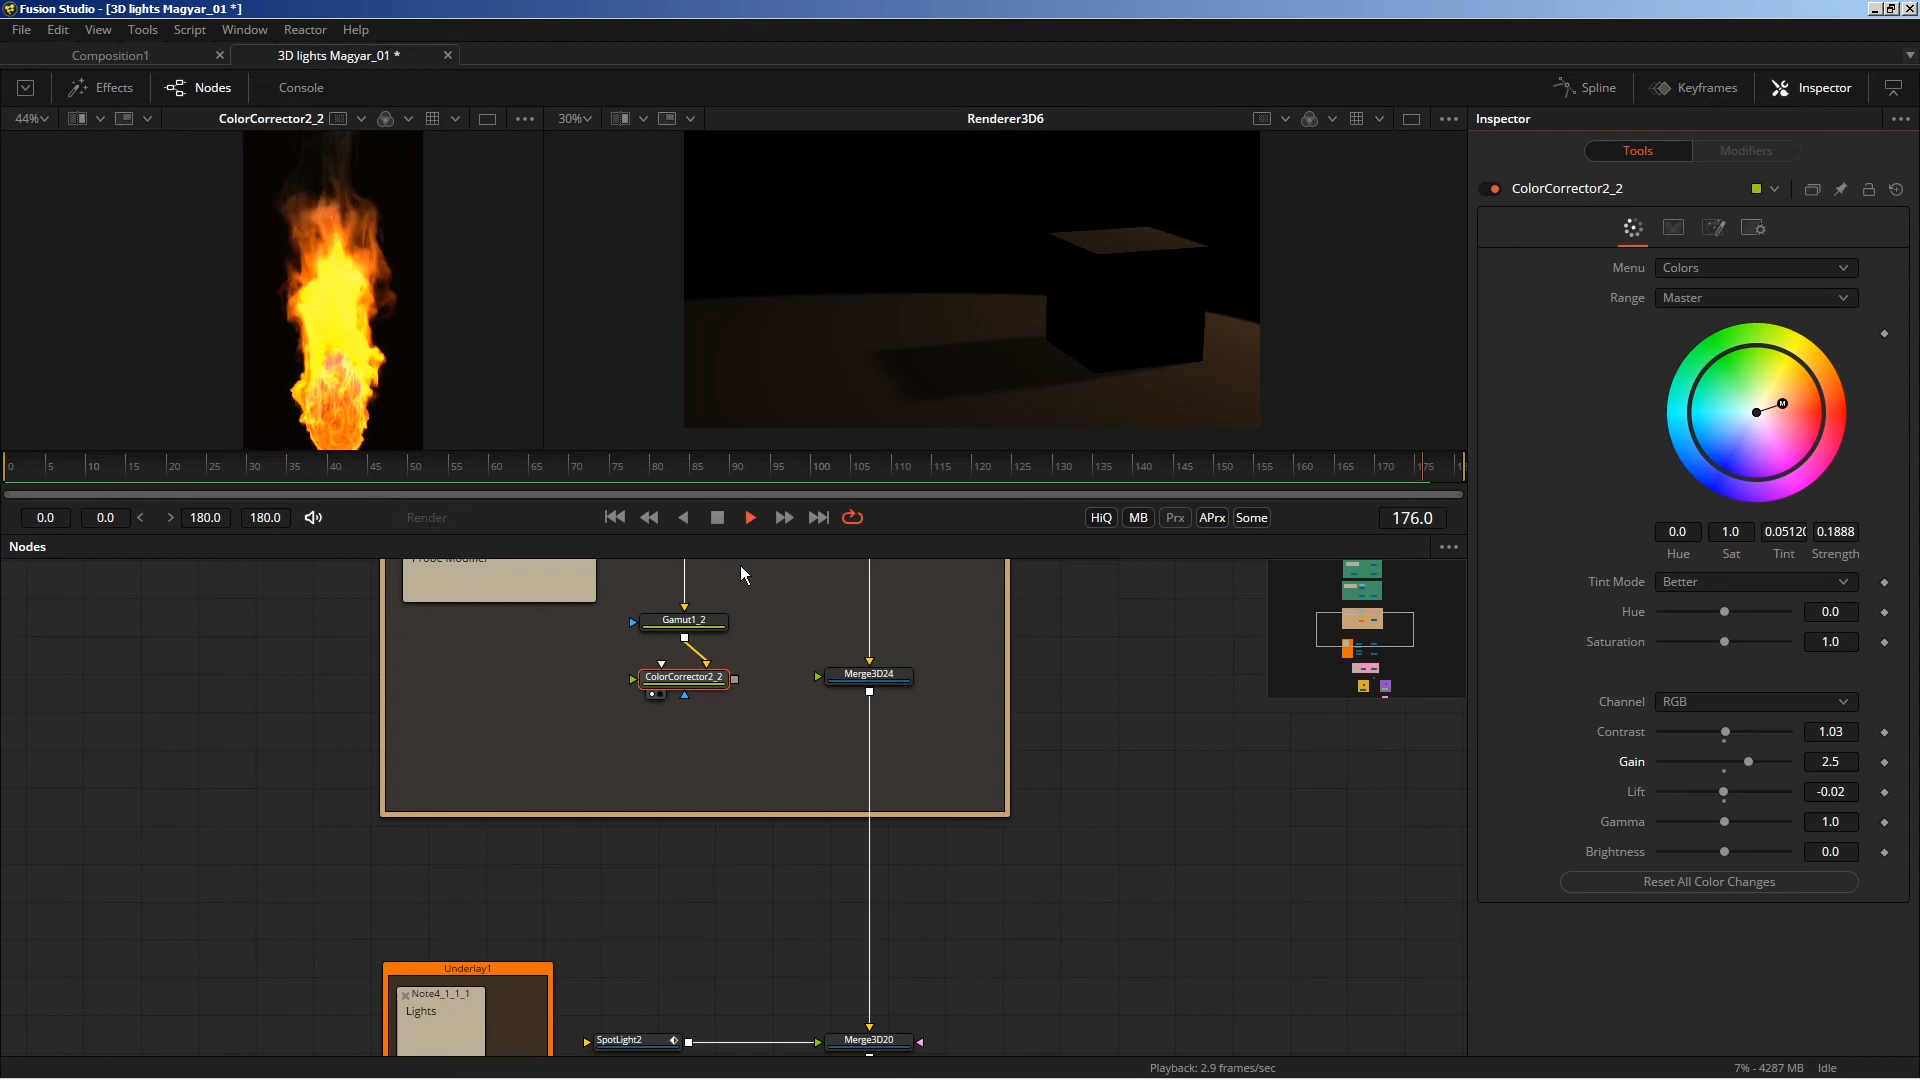 Fusion Studio - [3D lights Magyar_01 *]
File Edit View Tools Script Window Reactor Help
Composition1 3D lights Magyar_01 *
Effects Nodes Console Spline Keyframes Inspector
44% ColorCorrector2_2 30% Renderer3D6 Inspector
Tools Modifiers
ColorCorrector2_2
Menu Colors
Range Master
M
0 5 10 15 20 25 30 35 40 45 50 55 60 65 70 75 80 85 90 95 100 105 110 115 120 125 130 135 140 145 150 155 160 165 170 175
0.0 0.0 180.0 180.0 Render HiQ MB Prx APrx Some 176.0
0.0 1.0 0.0512 0.1888
Hue Sat Tint Strength
Nodes
Tint Mode Better
Hue 0.0
Saturation 1.0
Channel RGB
Contrast 1.03
Gain 2.5
Lift -0.02
Gamma 1.0
Brightness 0.0
Reset All Color Changes
Probe Modifier
Gamut1_2
ColorCorrector2_2 Merge3D24
Underlay1
Note4_1_1_1
Lights
SpotLight2 Merge3D20
Playback: 2.9 frames/sec 7% - 4287 MB Idle